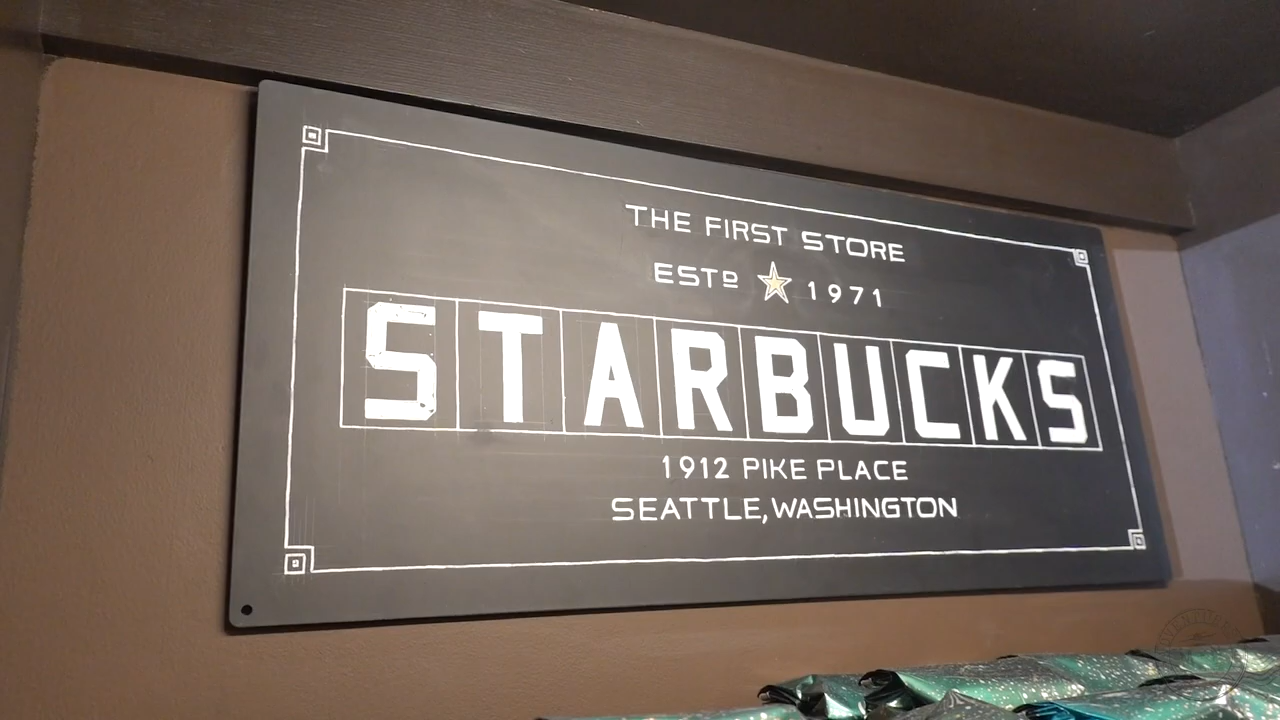 THE FIRST STORE
ESTD 1971
STARBUCKS
1912 PIKE PLACE
SEATTLE, WASHINGTON